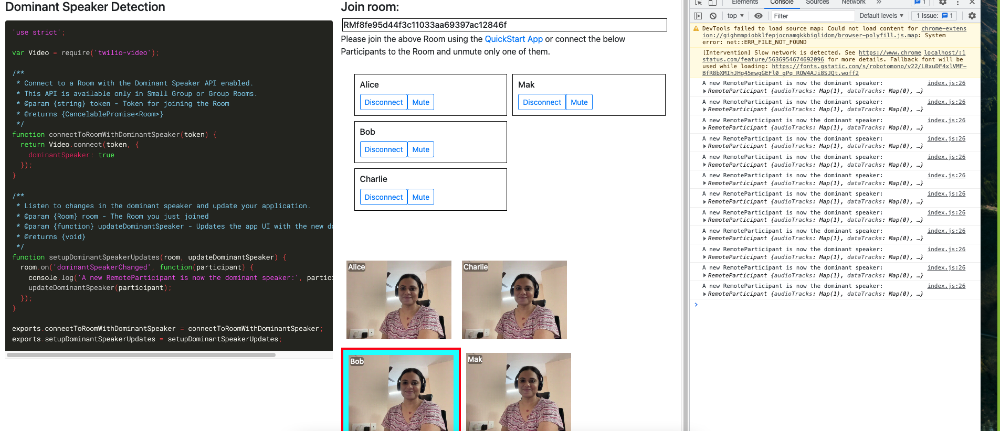 Dominant Speaker Detection
'use strict';
var Video = require('twilio-video');
/**
* Connect to a Room with the Dominant Speaker API enabled.
* This API is available only in Small Group or Group Rooms.
* @param {string} token - Token for joining the Room
* @returns {CancelablePromise<Room>}
*/
function connectToRoomWithDominantSpeaker(token) {
return Video.connect(token, {
dominantSpeaker: true
});
}
/**
* Listen to changes in the dominant speaker and update your application.
* @param {Room} room - The Room you just joined
* @param {function} updateDominantSpeaker - Updates the app UI with the new do
* @returns {void}
*/
function setupDominantSpeakerUpdates(room, updateDominantSpeaker) {
room.on('dominantSpeakerChanged', function(participant) {
console.log('A new RemoteParticipant is now the dominant speaker:', partici
updateDominantSpeaker(participant);
});
}
exports.connectToRoomWithDominantSpeaker = connectToRoomWithDominantSpeaker;
exports.setupDominantSpeakerUpdates = setupDominantSpeakerUpdates;
Join room:
RMf8fe95d44f3c11033aa69397ac12846f
Please join the above Room using the QuickStart App or connect the below
Participants to the Room and unmute only one of them.
Alice
Disconnect Mute
Mak
Disconnect Mute
Bob
Disconnect Mute
Charlie
Disconnect Mute
Alice
Charlie
Bob
Mak
Elements Console Sources Network » 1
top Filter Default levels 1 Issue: 1
DevTools failed to load source map: Could not load content for chrome-extens
ion://gighmmpiobklfepjocnamgkkbiglidom/browser-polyfill.js.map: System
error: net::ERR_FILE_NOT_FOUND
[Intervention] Slow network is detected. See https://www.chrome localhost/:1
status.com/feature/5636954674692096 for more details. Fallback font will be
used while loading: https://fonts.gstatic.com/s/robotomono/v22/L0xuDF4xlVMF-
BfR8bXMIhJHg45mwgGEFl0_gPq_ROW4AJi8SJQt.woff2
A new RemoteParticipant is now the dominant speaker: index.js:26
RemoteParticipant {audioTracks: Map(1), dataTracks: Map(0), …}
A new RemoteParticipant is now the dominant speaker: index.js:26
RemoteParticipant {audioTracks: Map(1), dataTracks: Map(0), …}
A new RemoteParticipant is now the dominant speaker: index.js:26
RemoteParticipant {audioTracks: Map(1), dataTracks: Map(0), …}
A new RemoteParticipant is now the dominant speaker: index.js:26
RemoteParticipant {audioTracks: Map(1), dataTracks: Map(0), …}
A new RemoteParticipant is now the dominant speaker: index.js:26
RemoteParticipant {audioTracks: Map(1), dataTracks: Map(0), …}
A new RemoteParticipant is now the dominant speaker: index.js:26
RemoteParticipant {audioTracks: Map(1), dataTracks: Map(0), …}
A new RemoteParticipant is now the dominant speaker: index.js:26
RemoteParticipant {audioTracks: Map(1), dataTracks: Map(0), …}
A new RemoteParticipant is now the dominant speaker: index.js:26
RemoteParticipant {audioTracks: Map(1), dataTracks: Map(0), …}
A new RemoteParticipant is now the dominant speaker: index.js:26
RemoteParticipant {audioTracks: Map(1), dataTracks: Map(0), …}
A new RemoteParticipant is now the dominant speaker: index.js:26
RemoteParticipant {audioTracks: Map(1), dataTracks: Map(0), …}
A new RemoteParticipant is now the dominant speaker: index.js:26
RemoteParticipant {audioTracks: Map(1), dataTracks: Map(0), …}
A new RemoteParticipant is now the dominant speaker: index.js:26
RemoteParticipant {audioTracks: Map(1), dataTracks: Map(0), …}